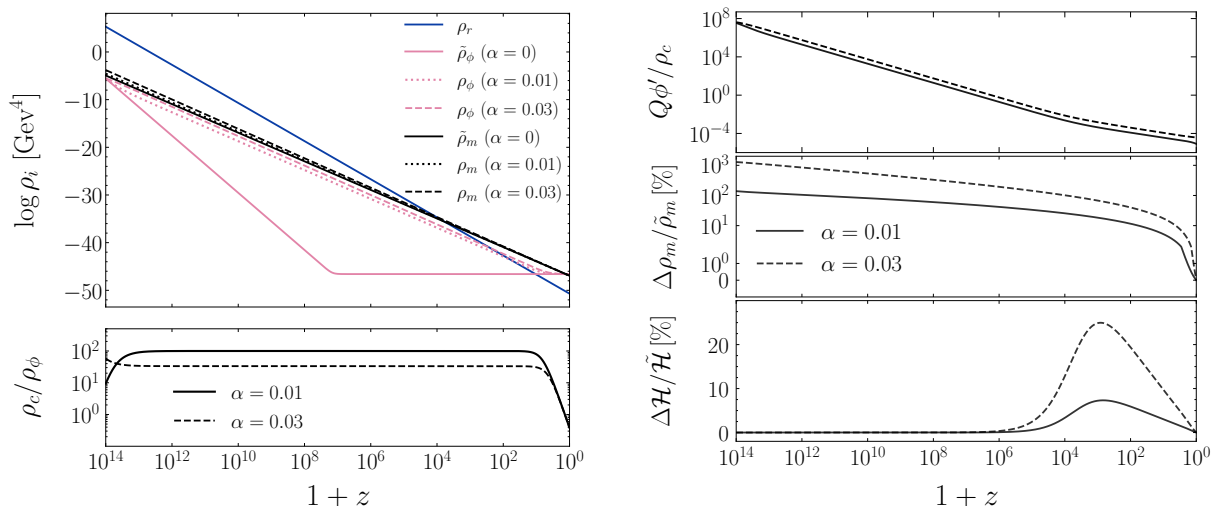 log ρ_i [Gev^4]
0
−10
−20
−30
−40
−50
ρ_r
ρ̃_ϕ (α = 0)
ρ_ϕ (α = 0.01)
ρ_ϕ (α = 0.03)
ρ̃_m (α = 0)
ρ_m (α = 0.01)
ρ_m (α = 0.03)
ρ_c/ρ_ϕ
10^2
10^1
10^0
α = 0.01
α = 0.03
10^14 10^12 10^10 10^8 10^6 10^4 10^2 10^0
1 + z
Qϕ′/ρ_c
10^8
10^4
10^0
10^−4
Δρ_m/ρ̃_m [%]
10^3
10^2
10^1
10^0
0
α = 0.01
α = 0.03
Δℋ/ℋ̃ [%]
20
10
0
10^14 10^12 10^10 10^8 10^6 10^4 10^2 10^0
1 + z